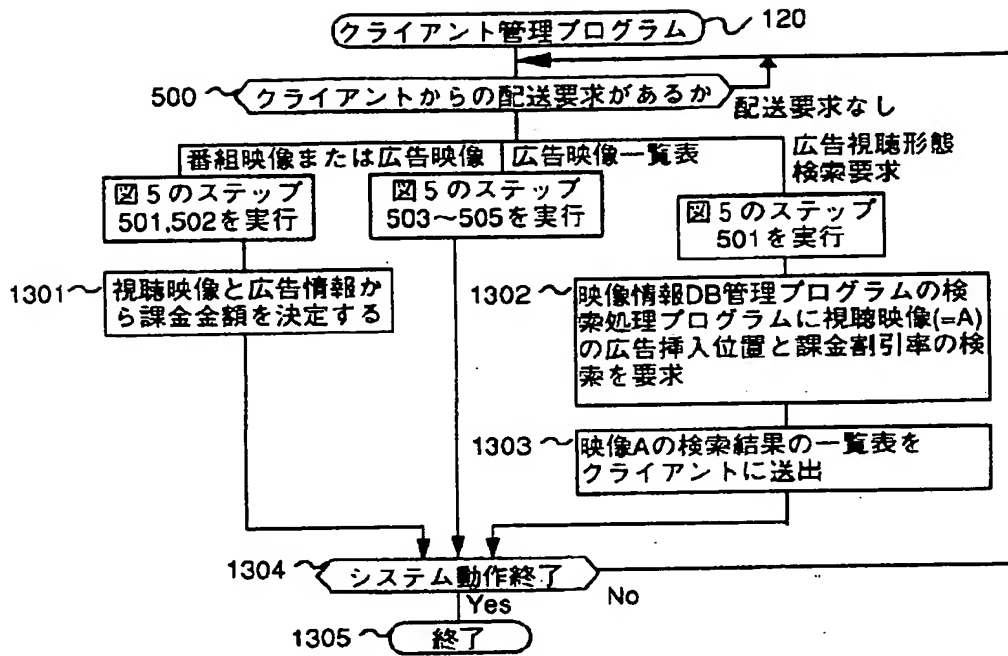 クライアント管理プログラム
120
500
クライアントからの配送要求があるか
配送要求なし
番組映像または広告映像
広告映像一覧表
広告視聴形態
検索要求
図5のステップ
501,502を実行
図5のステップ
503〜505を実行
図5のステップ
501を実行
1301
視聴映像と広告情報か
ら課金金額を決定する
1302
映像情報DB管理プログラムの検
索処理プログラムに視聴映像(=A)
の広告挿入位置と課金割引率の検
索を要求
1303
映像Aの検索結果の一覧表を
クライアントに送出
1304
システム動作終了
Yes
No
1305
終了